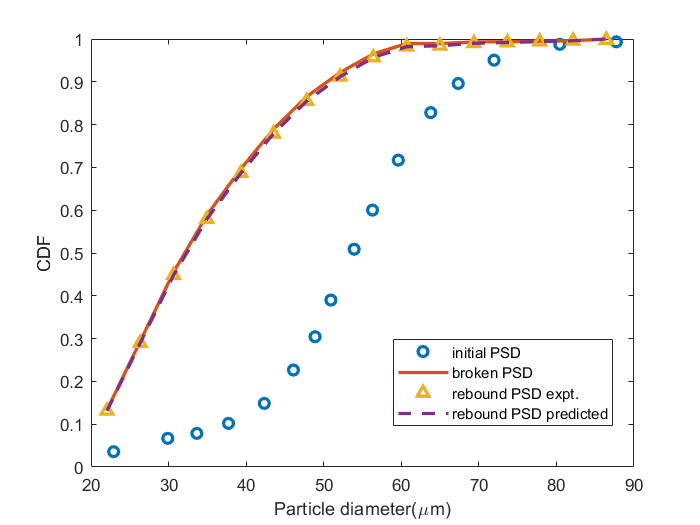 1
0.9
0.8
0.7
0.6
0.5
0.4
0.3
0.2
0.1
0
CDF
initial PSD
broken PSD
rebound PSD expt.
rebound PSD predicted
20 30 40 50 60 70 80 90
Particle diameter(μm)